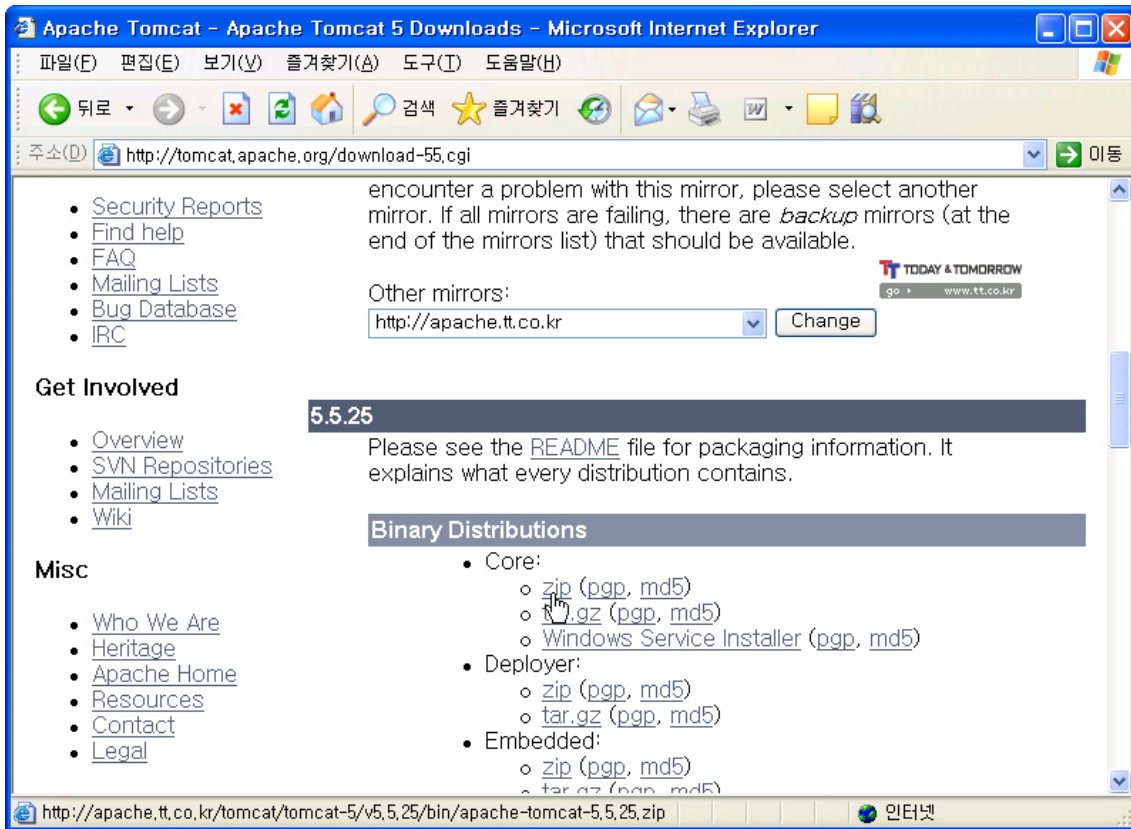 Apache Tomcat - Apache Tomcat 5 Downloads - Microsoft Internet Explorer
파일(F) 편집(E) 보기(V) 즐겨찾기(A) 도구(T) 도움말(H)
뒤로 검색 즐겨찾기
주소(D) http://tomcat.apache.org/download-55.cgi 이동
Security Reports
Find help
FAQ
Mailing Lists
Bug Database
IRC
Get Involved
Overview
SVN Repositories
Mailing Lists
Wiki
Misc
Who We Are
Heritage
Apache Home
Resources
Contact
Legal
encounter a problem with this mirror, please select another
mirror. If all mirrors are failing, there are backup mirrors (at the
end of the mirrors list) that should be available.
TT TODAY & TOMORROW
go www.tt.co.kr
Other mirrors:
http://apache.tt.co.kr Change
5.5.25
Please see the README file for packaging information. It
explains what every distribution contains.
Binary Distributions
Core:
zip (pgp, md5)
tar.gz (pgp, md5)
Windows Service Installer (pgp, md5)
Deployer:
zip (pgp, md5)
tar.gz (pgp, md5)
Embedded:
zip (pgp, md5)
tar.gz (pgp, md5)
http://apache.tt.co.kr/tomcat/tomcat-5/v5.5.25/bin/apache-tomcat-5.5.25.zip 인터넷